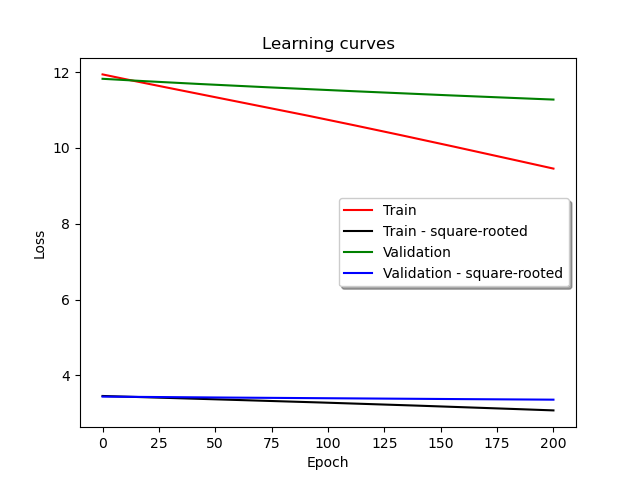 Learning curves
12
10
8
6
4
Loss
Train
Train - square-rooted
Validation
Validation - square-rooted
0 25 50 75 100 125 150 175 200
Epoch